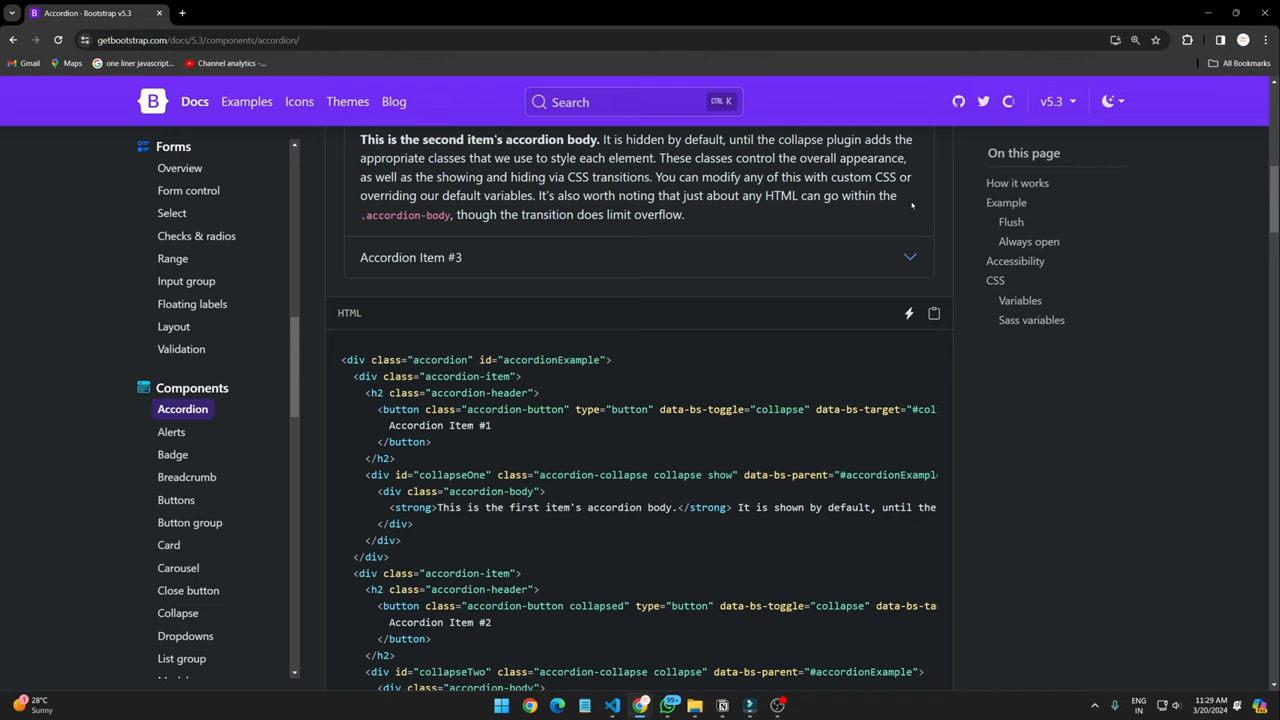 Accordion · Bootstrap v5.3
getbootstrap.com/docs/5.3/components/accordion/
Gmail
Maps
one liner javascript...
Channel analytics -...
All Bookmarks
B
Docs
Examples
Icons
Themes
Blog
Search
CTRL K
v5.3
Forms
Overview
Form control
Select
Checks & radios
Range
Input group
Floating labels
Layout
Validation
Components
Accordion
Alerts
Badge
Breadcrumb
Buttons
Button group
Card
Carousel
Close button
Collapse
Dropdowns
List group
This is the second item's accordion body. It is hidden by default, until the collapse plugin adds the
appropriate classes that we use to style each element. These classes control the overall appearance,
as well as the showing and hiding via CSS transitions. You can modify any of this with custom CSS or
overriding our default variables. It's also worth noting that just about any HTML can go within the
.accordion-body, though the transition does limit overflow.
Accordion Item #3
HTML
<div class="accordion" id="accordionExample">
<div class="accordion-item">
<h2 class="accordion-header">
<button class="accordion-button" type="button" data-bs-toggle="collapse" data-bs-target="#col
Accordion Item #1
</button>
</h2>
<div id="collapseOne" class="accordion-collapse collapse show" data-bs-parent="#accordionExample
<div class="accordion-body">
<strong>This is the first item's accordion body.</strong> It is shown by default, until the
</div>
</div>
</div>
<div class="accordion-item">
<h2 class="accordion-header">
<button class="accordion-button collapsed" type="button" data-bs-toggle="collapse" data-bs-ta
Accordion Item #2
</button>
</h2>
<div id="collapseTwo" class="accordion-collapse collapse" data-bs-parent="#accordionExample">
<div class="accordion-body">
On this page
How it works
Example
Flush
Always open
Accessibility
CSS
Variables
Sass variables
28°C
Sunny
99+
ENG
IN
11:29 AM
3/20/2024